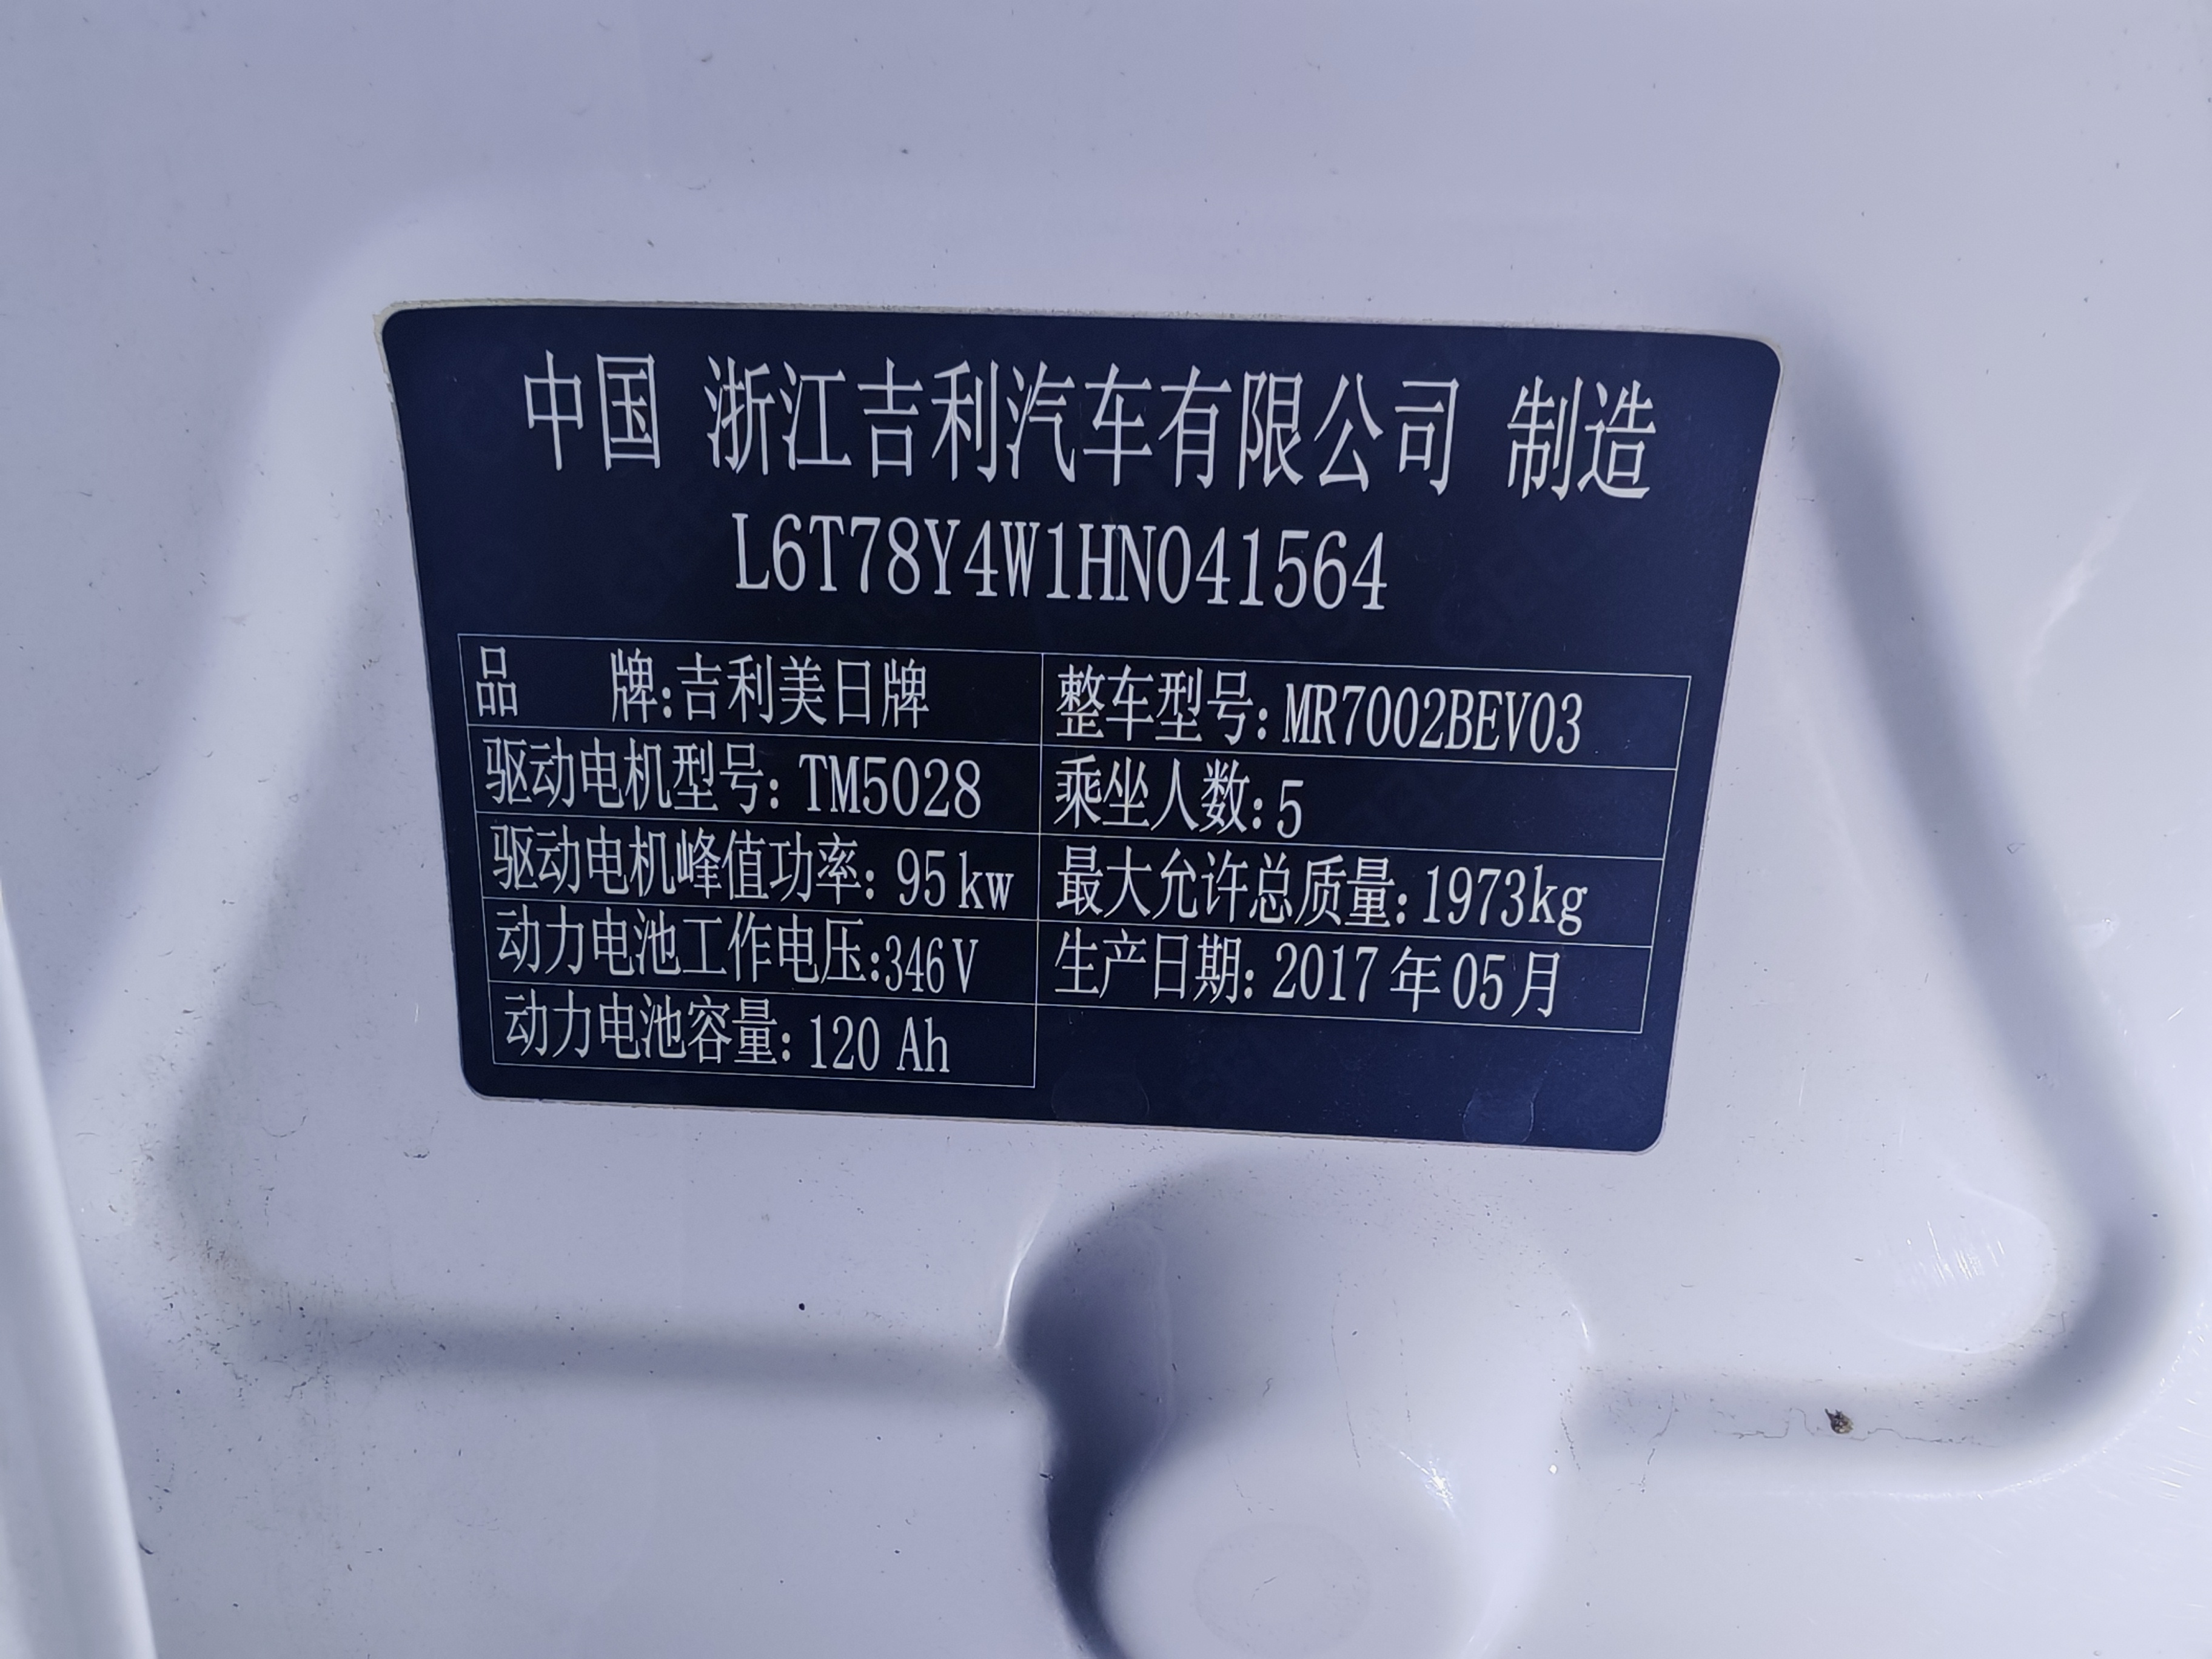 中国 浙江吉利汽车有限公司 制造
L6T78Y4W1HN041564
品 牌:吉利美日牌 整车型号:MR7002BEV03
驱动电机型号:TM5028 乘坐人数:5
驱动电机峰值功率:95kw 最大允许总质量:1973kg
动力电池工作电压:346V 生产日期:2017年05月
动力电池容量:120 Ah